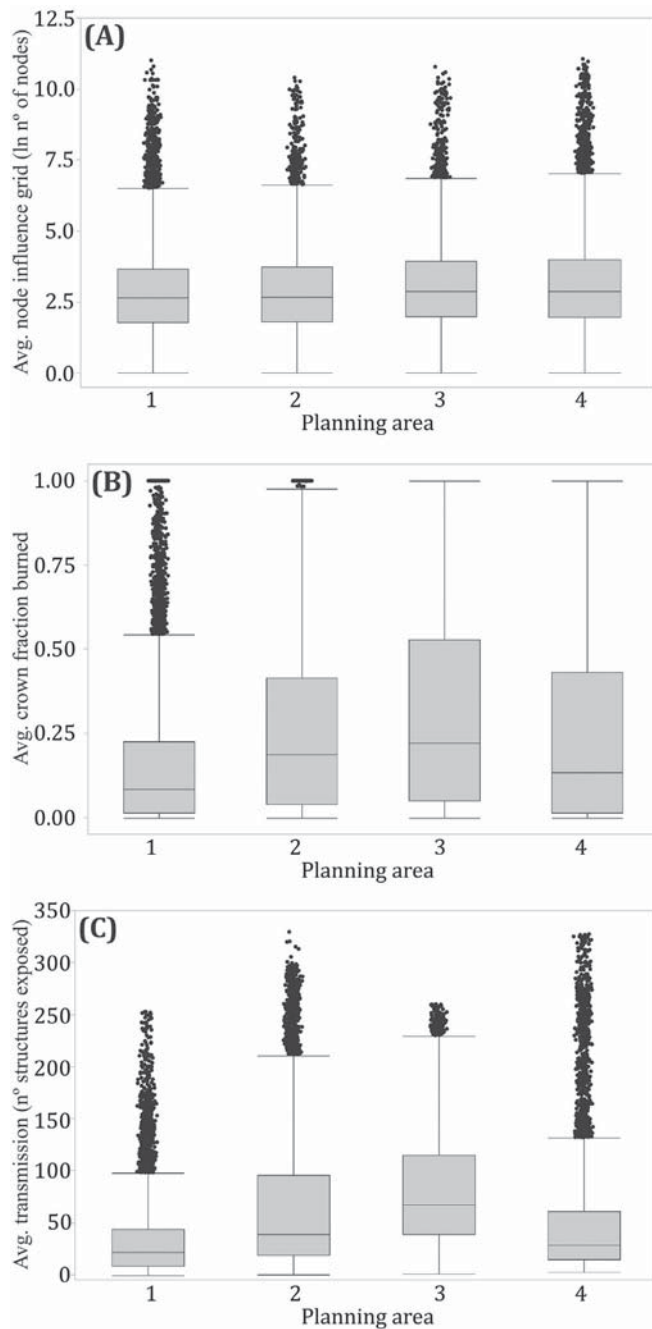 (A)
Avg. node influence grid (ln nº of nodes)
12.5
10.0
7.5
5.0
2.5
0.0
1 2 3 4
Planning area
(B)
Avg. crown fraction burned
1.00
0.75
0.50
0.25
0.00
1 2 3 4
Planning area
(C)
Avg. transmission (nº structures exposed)
350
300
250
200
150
100
50
0
1 2 3 4
Planning area